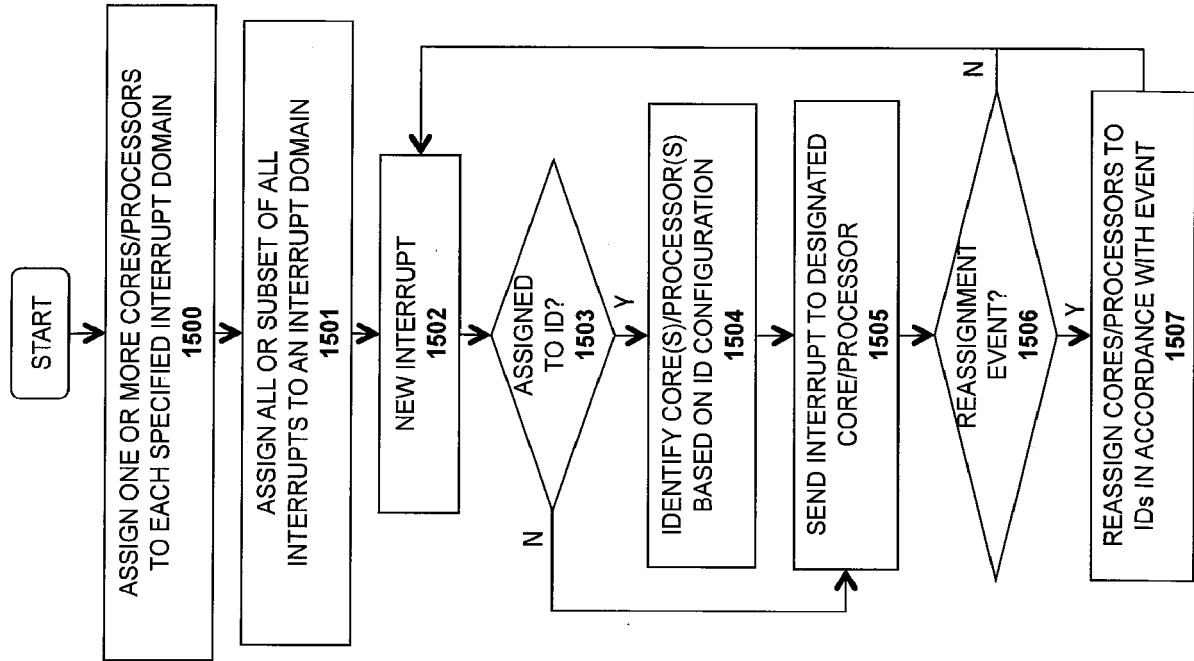 START
ASSIGN ONE OR MORE CORES/PROCESSORS
TO EACH SPECIFIED INTERRUPT DOMAIN
1500
ASSIGN ALL OR SUBSET OF ALL
INTERRUPTS TO AN INTERRUPT DOMAIN
1501
NEW INTERRUPT
1502
ASSIGNED
TO ID?
1503
N
Y
IDENTIFY CORE(S)/PROCESSOR(S)
BASED ON ID CONFIGURATION
1504
SEND INTERRUPT TO DESIGNATED
CORE/PROCESSOR
1505
REASSIGNMENT
EVENT?
1506
N
Y
REASSIGN CORES/PROCESSORS TO
IDs IN ACCORDANCE WITH EVENT
1507